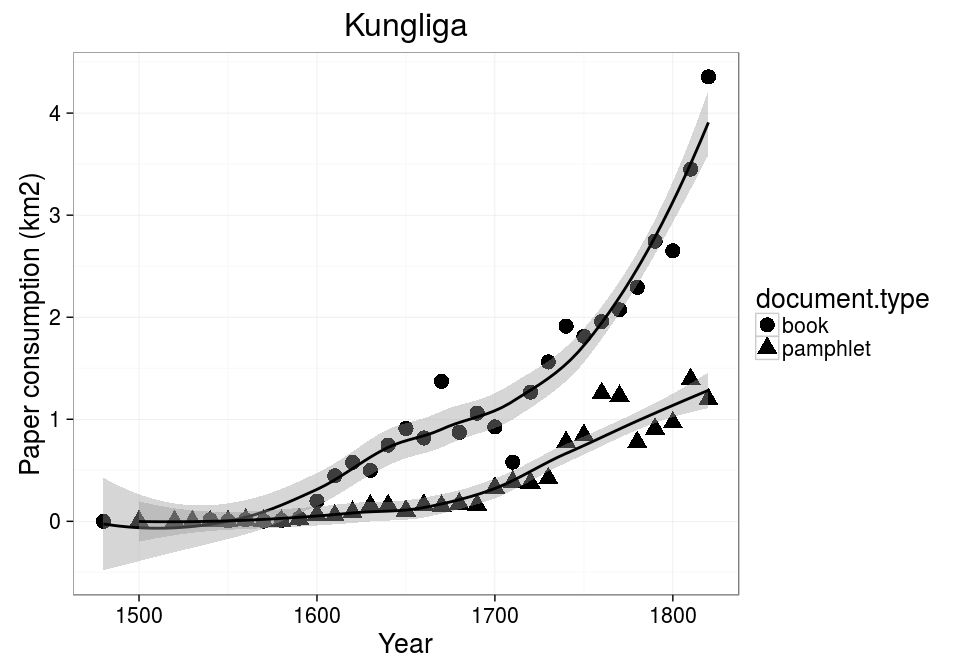 Kungliga
Paper consumption (km2)
4
3
2
1
0
1500 1600 1700 1800
Year
document.type
book
pamphlet